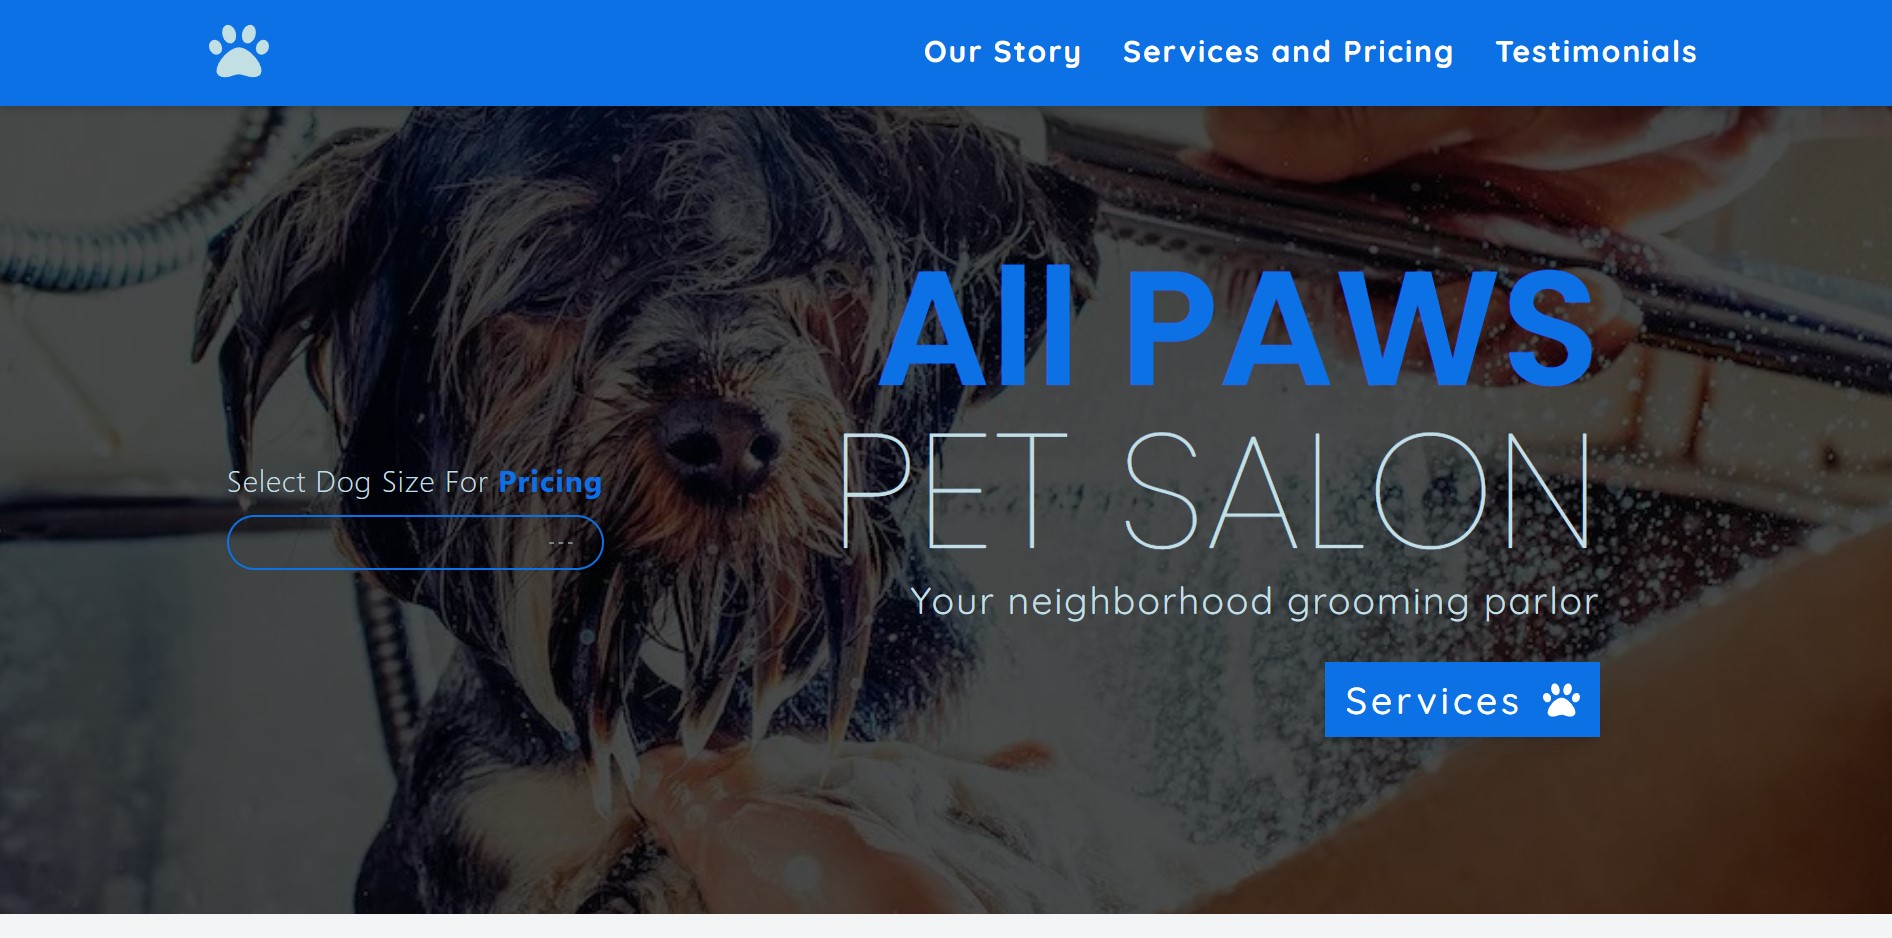 Our Story Services and Pricing Testimonials
All PAWS
PET SALON
Select Dog Size For Pricing
---
Your neighborhood grooming parlor
Services